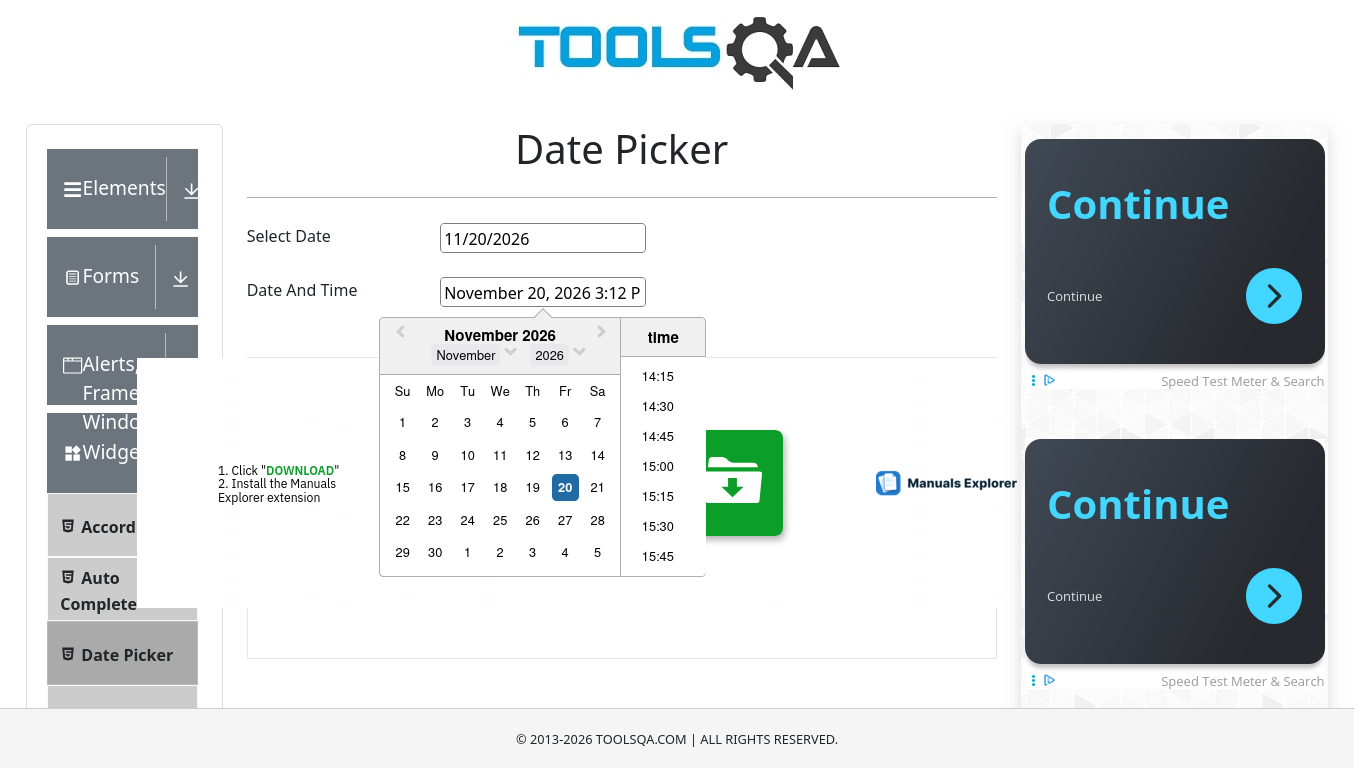 TOOLSQA
Date Picker
Elements
Forms
Alerts,
Frame
Windo
Widge
Accord
Auto
Complete
Date Picker
Select Date
11/20/2026
Date And Time
November 20, 2026 3:12 P
November 2026
November
2026
Su Mo Tu We Th Fr Sa
1 2 3 4 5 6 7
8 9 10 11 12 13 14
15 16 17 18 19 20 21
22 23 24 25 26 27 28
29 30 1 2 3 4 5
time
14:15
14:30
14:45
15:00
15:15
15:30
15:45
1. Click "DOWNLOAD"
2. Install the Manuals
Explorer extension
Manuals Explorer
Continue
Continue
Speed Test Meter & Search
Continue
Continue
Speed Test Meter & Search
© 2013-2026 TOOLSQA.COM | ALL RIGHTS RESERVED.